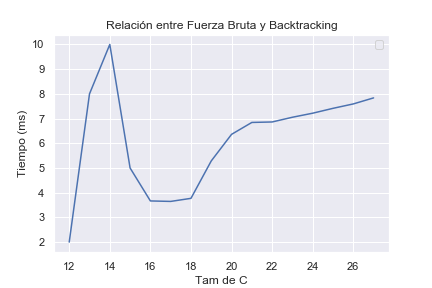 Relación entre Fuerza Bruta y Backtracking
10
9
8
7
6
5
4
3
2
Tiempo (ms)
12 14 16 18 20 22 24 26
Tam de C